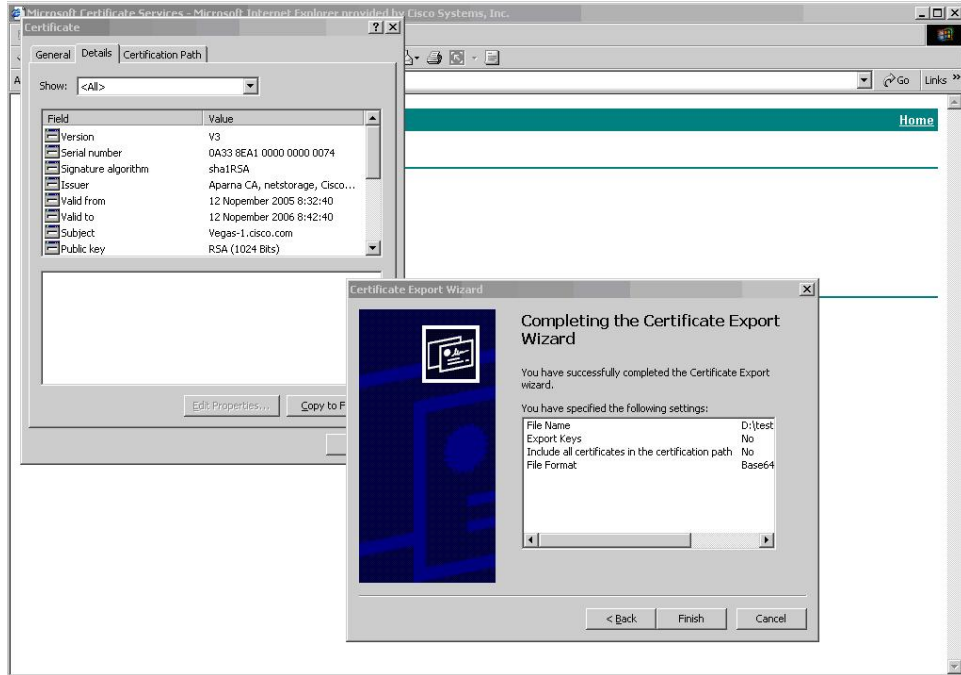 Microsoft Certificate Services - Microsoft Internet Explorer provided by Cisco Systems, Inc.
Certificate
General Details Certification Path
Show: <All>
Go Links »
Home
Field Value
Version V3
Serial number 0A33 8EA1 0000 0000 0074
Signature algorithm sha1RSA
Issuer Aparna CA, netstorage, Cisco...
Valid from 12 Nopember 2005 8:32:40
Valid to 12 Nopember 2006 8:42:40
Subject Vegas-1.cisco.com
Public key RSA (1024 Bits)
Edit Properties... Copy to F
Certificate Export Wizard
Completing the Certificate Export
Wizard
You have successfully completed the Certificate Export
wizard.
You have specified the following settings:
File Name D:\test
Export Keys No
Include all certificates in the certification path No
File Format Base64
< Back Finish Cancel